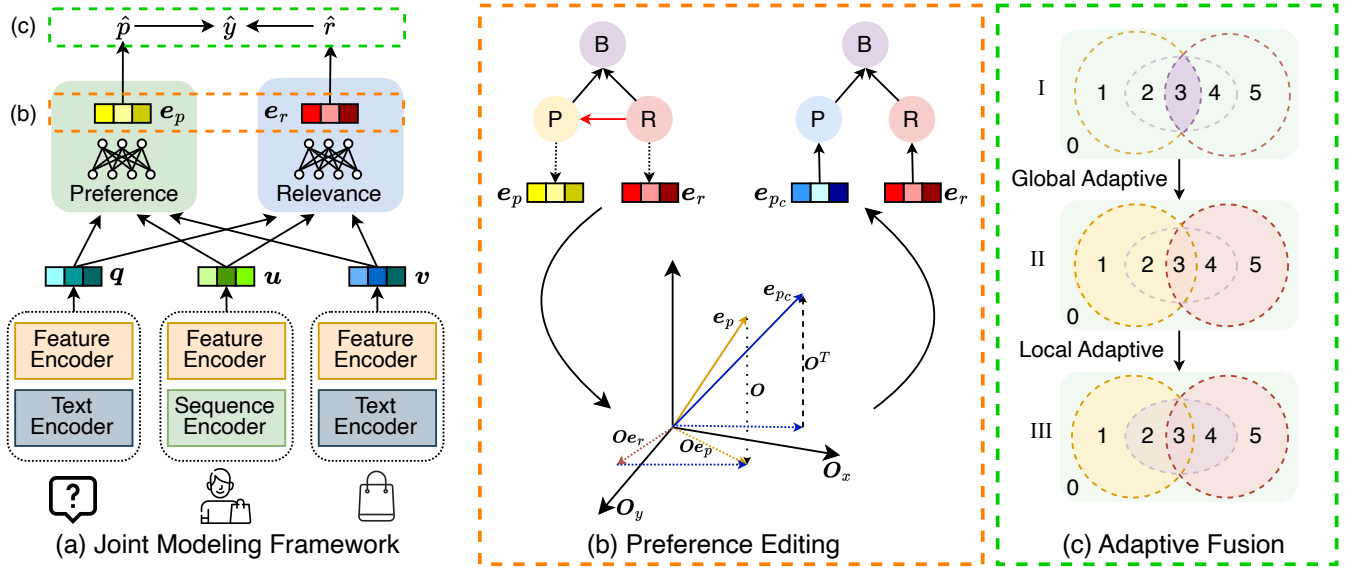 (c) p̂ ŷ r̂
(b) e_p e_r
Preference Relevance
q u v
Feature Encoder Feature Encoder Feature Encoder
Text Encoder Sequence Encoder Text Encoder
?
(a) Joint Modeling Framework
B B
P R P R
e_p e_r e_{p_c} e_r
e_{p_c}
e_p
O^T
O
Oe_r Oe_p
O_x
O_y
(b) Preference Editing
I 1 2 3 4 5
0
Global Adaptive
II 1 2 3 4 5
0
Local Adaptive
III 1 2 3 4 5
0
(c) Adaptive Fusion